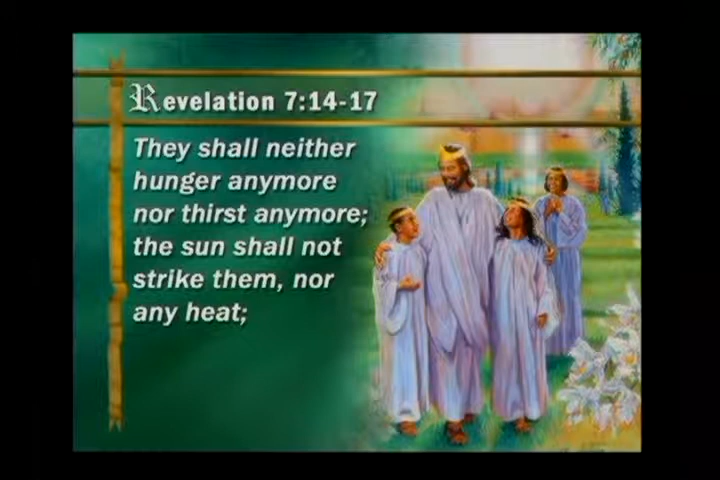 Revelation 7:14-17
They shall neither
hunger anymore
nor thirst anymore;
the sun shall not
strike them, nor
any heat;